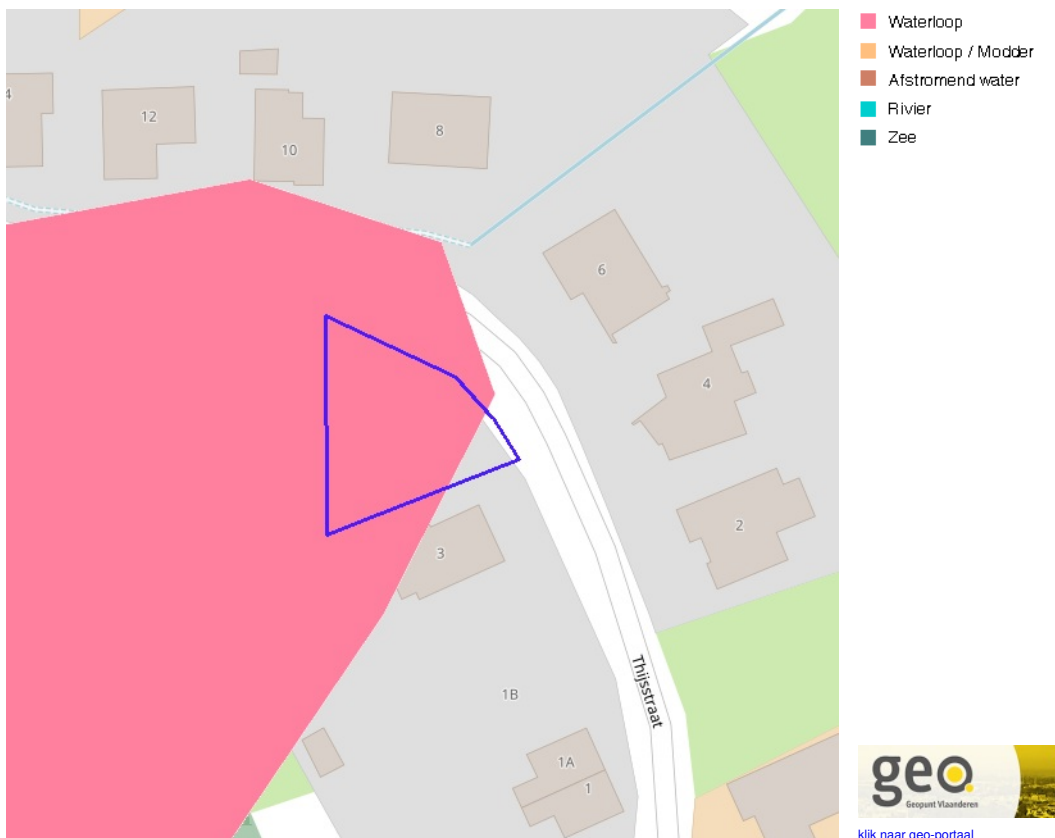 Waterloop
Waterloop / Modder
Afstromend water
Rivier
Zee
4
12
10
8
6
4
2
3
Thijsstraat
1B
1A
1
geo
Geopunt Vlaanderen
klik naar geo-portaal